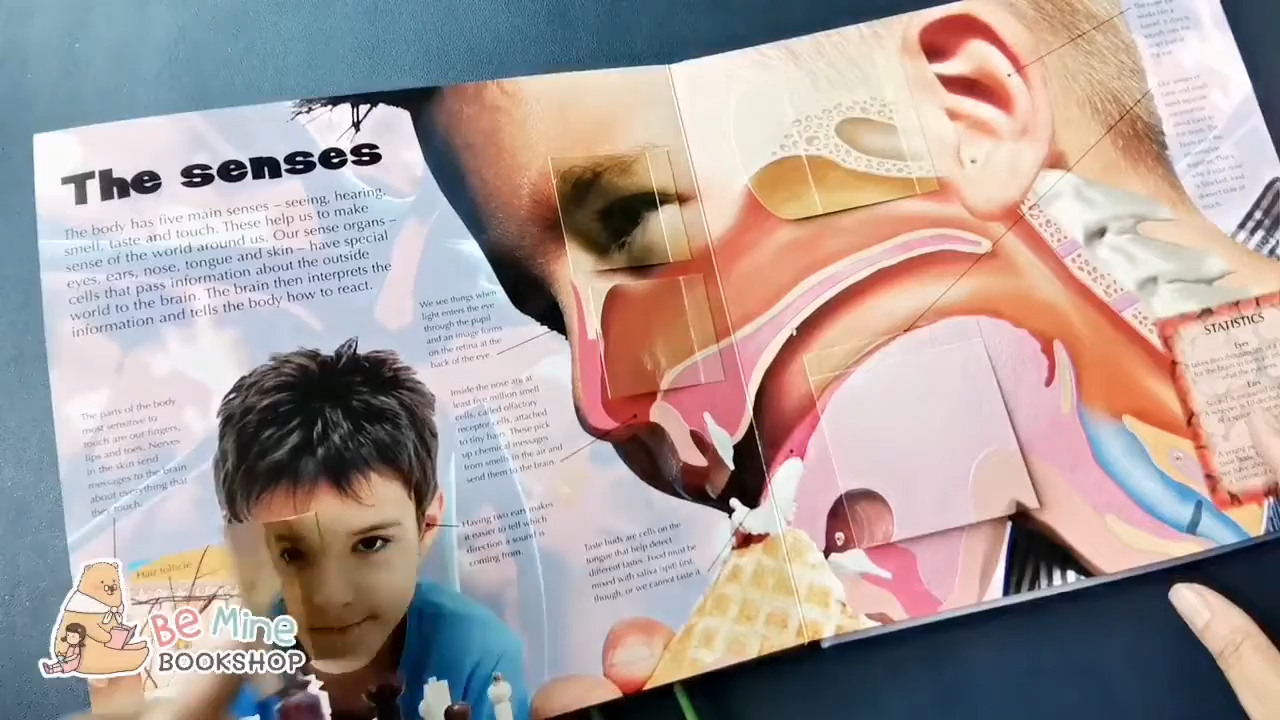 The senses
The body has five main senses – seeing, hearing,
smell, taste and touch. These help us to make
sense of the world around us. Our sense organs –
eyes, ears, nose, tongue and skin – have special
cells that pass information about the outside
world to the brain. The brain then interprets the
information and tells the body how to react.
We see things when
light enters the eye
through the pupil
and an image forms
on the retina at the
back of the eye.
Inside the nose are at
least five million smell
cells, called olfactory
receptor cells, attached
to tiny hairs. These pick
up chemical messages
from smells in the air and
send them to the brain.
The parts of the body
most sensitive to
touch are our fingers,
lips and toes. Nerves
in the skin send
messages to the brain
about everything that
they touch.
Having two ears makes
it easier to tell which
direction a sound is
coming from.
Taste buds are cells on the
tongue that help detect
different tastes. Food must be
mixed with saliva (spit) first,
though, or we cannot taste it.
Hair follicle
STATISTICS
Eyes
Ears
Be Mine
BOOKSHOP